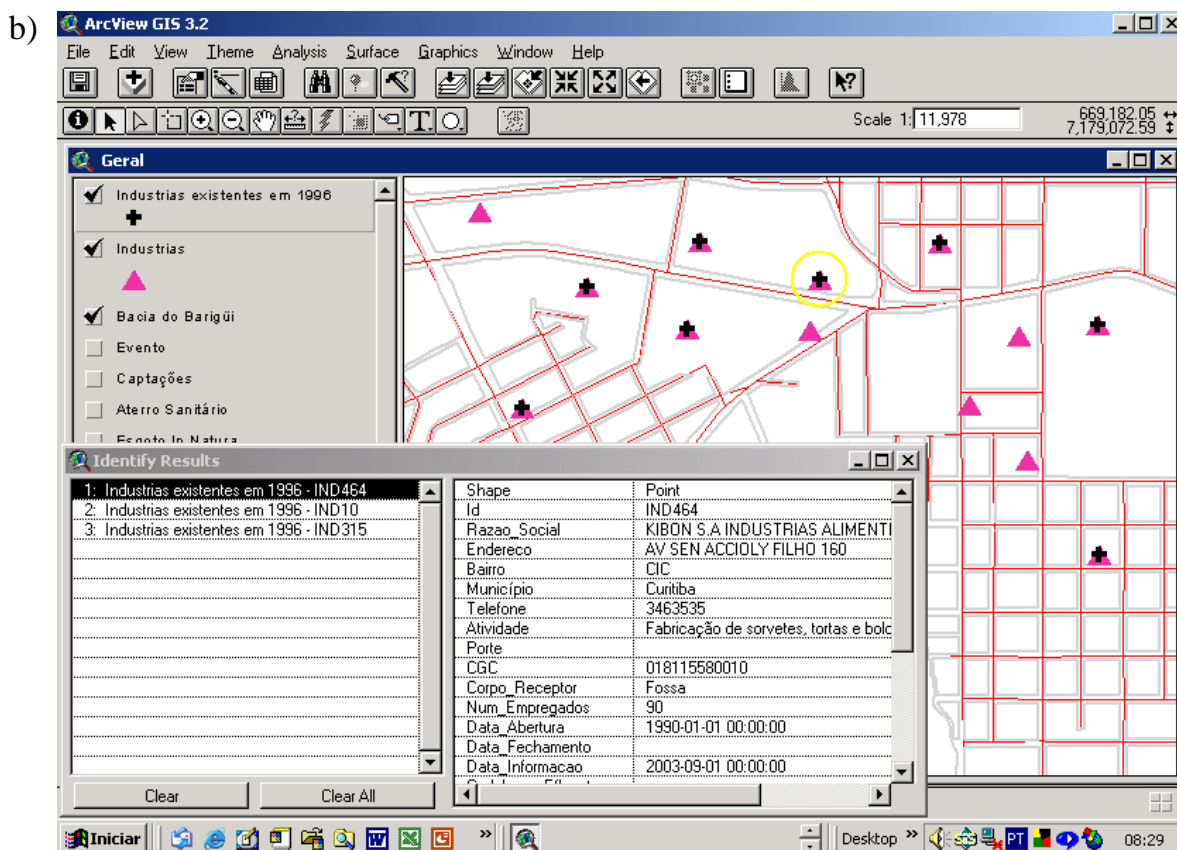 b)
ArcView GIS 3.2
File Edit View Theme Analysis Surface Graphics Window Help
Scale 1: 11,978
669,182.05
7,179,072.59
Geral
Industrias existentes em 1996
Industrias
Bacia do Barigüi
Evento
Captações
Aterro Sanitário
Esgoto In Natura
Identify Results
1: Industrias existentes em 1996 - IND464
2: Industrias existentes em 1996 - IND10
3: Industrias existentes em 1996 - IND315
Shape Point
Id IND464
Razao_Social KIBON S.A INDUSTRIAS ALIMENTI
Endereco AV SEN ACCIOLY FILHO 160
Bairro CIC
Município Curitiba
Telefone 3463535
Atividade Fabricação de sorvetes, tortas e bolo
Porte
CGC 018115580010
Corpo_Receptor Fossa
Num_Empregados 90
Data_Abertura 1990-01-01 00:00:00
Data_Fechamento
Data_Informacao 2003-09-01 00:00:00
Clear Clear All
Iniciar Desktop PT 08:29